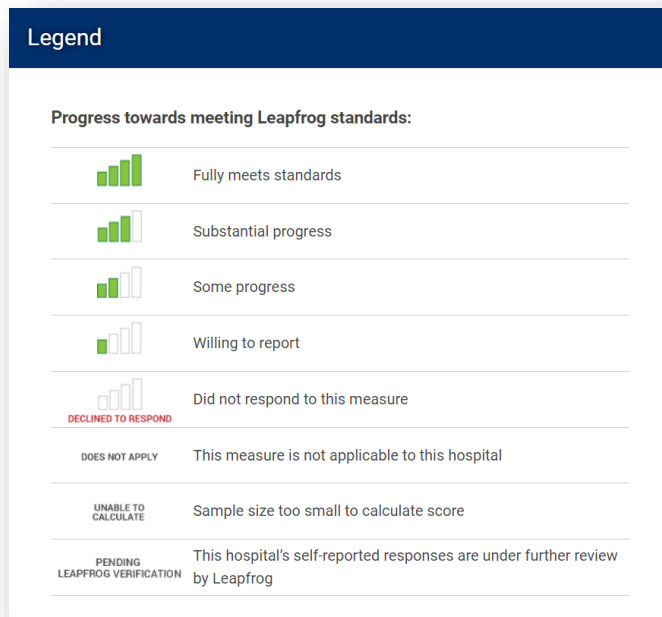 Legend
Progress towards meeting Leapfrog standards:
Fully meets standards
Substantial progress
Some progress
Willing to report
DECLINED TO RESPOND
Did not respond to this measure
DOES NOT APPLY
This measure is not applicable to this hospital
UNABLE TO
CALCULATE
Sample size too small to calculate score
PENDING
LEAPFROG VERIFICATION
This hospital's self-reported responses are under further review
by Leapfrog